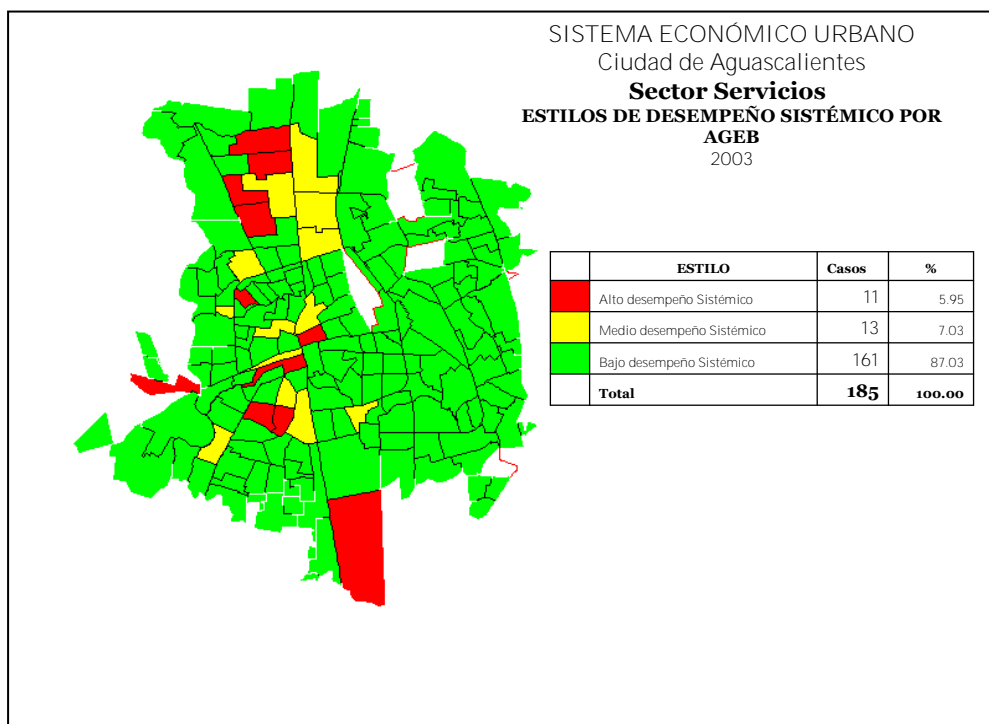 SISTEMA ECONÓMICO URBANO
Ciudad de Aguascalientes
Sector Servicios
ESTILOS DE DESEMPEÑO SISTÉMICO POR
AGEB
2003
ESTILO Casos %
Alto desempeño Sistémico 11 5.95
Medio desempeño Sistémico 13 7.03
Bajo desempeño Sistémico 161 87.03
Total 185 100.00